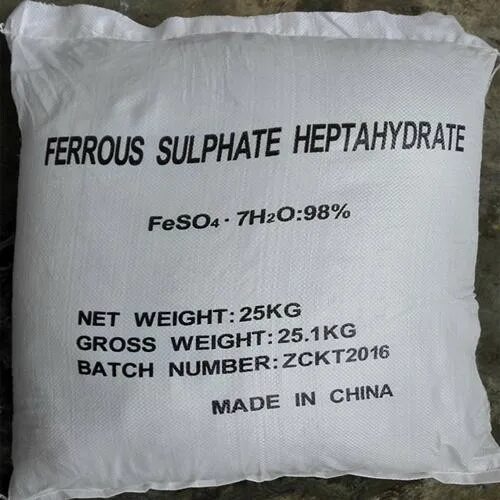 FERROUS SULPHATE HEPTAHYDRATE
FeSO₄ · 7H₂O:98%
NET WEIGHT:25KG
GROSS WEIGHT:25.1KG
BATCH NUMBER:ZCKT2016
MADE IN CHINA